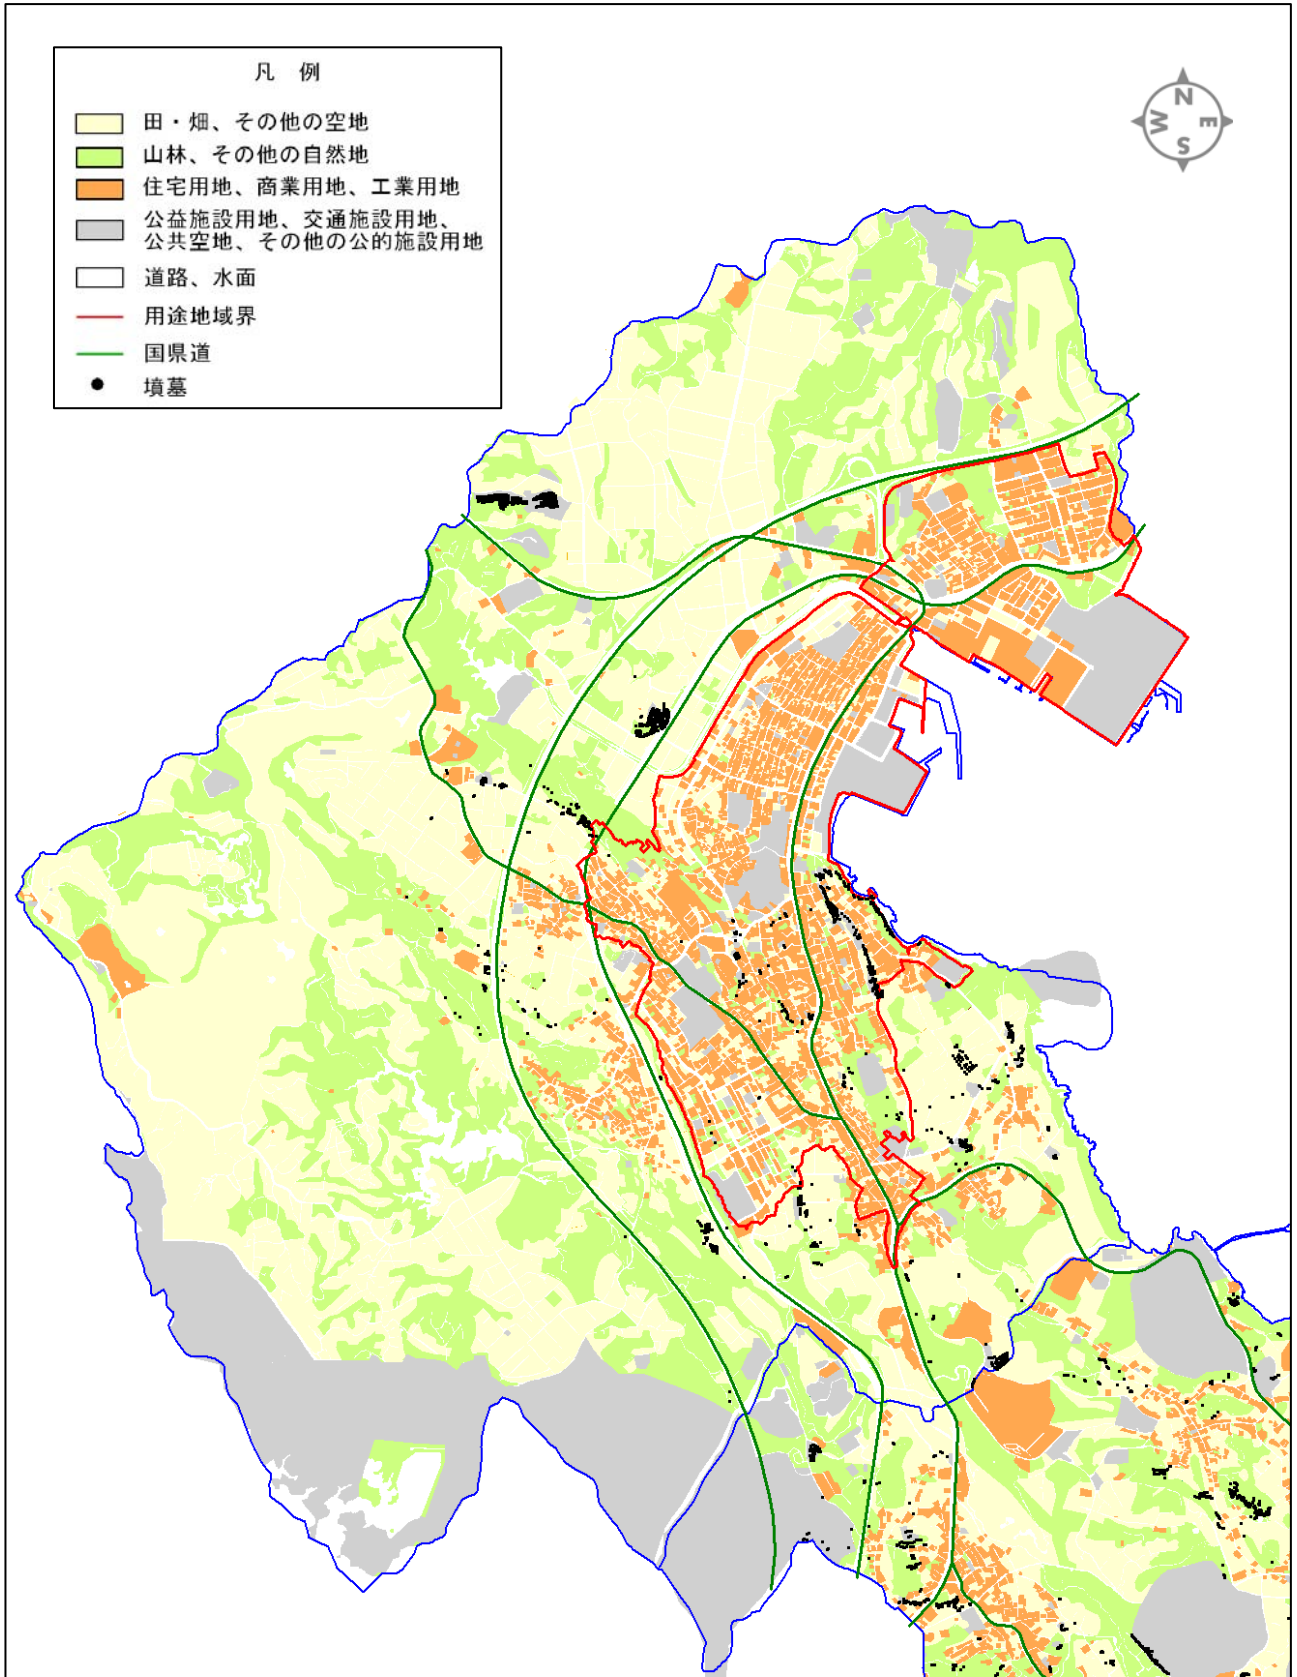 凡 例
田・畑、その他の空地
山林、その他の自然地
住宅用地、商業用地、工業用地
公益施設用地、交通施設用地、
公共空地、その他の公的施設用地
道路、水面
用途地域界
国県道
墳墓
N
W
E
S